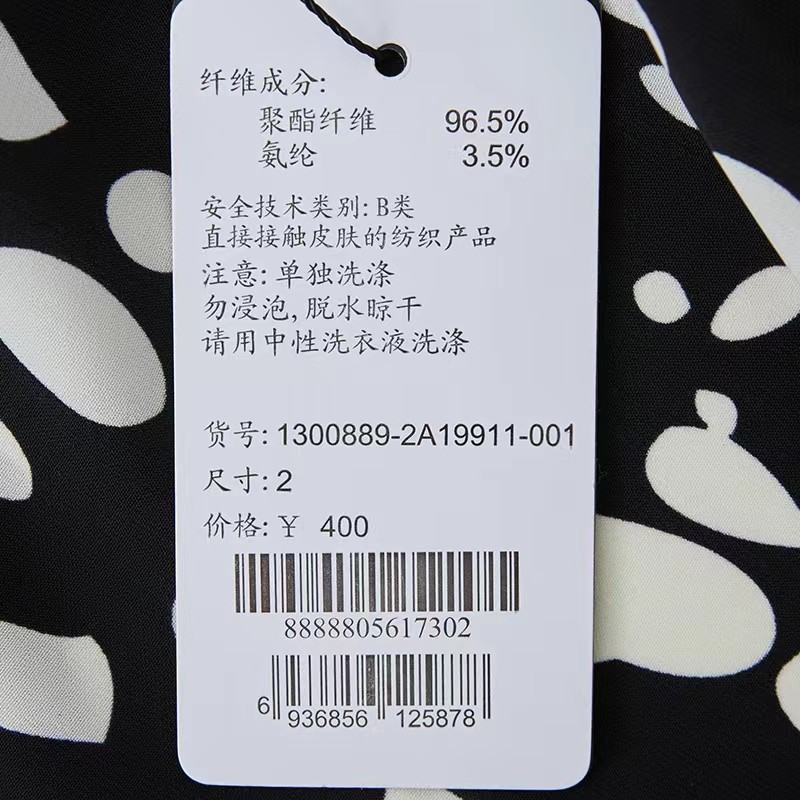 纤维成分:
聚酯纤维 96.5%
氨纶 3.5%
安全技术类别: B类
直接接触皮肤的纺织产品
注意: 单独洗涤
勿浸泡, 脱水晾干
请用中性洗衣液洗涤
货号: 1300889-2A19911-001
尺寸: 2
价格: ¥ 400
8888805617302
6 936856 125878